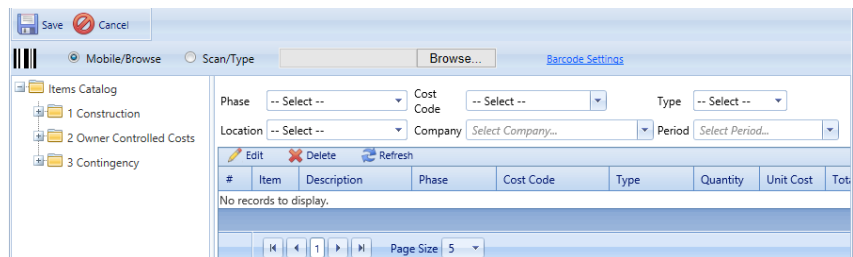 Save Cancel
Mobile/Browse Scan/Type Browse... Barcode Settings
Items Catalog
1 Construction
2 Owner Controlled Costs
3 Contingency
Phase -- Select -- Cost Code -- Select -- Type -- Select --
Location -- Select -- Company Select Company... Period Select Period...
Edit Delete Refresh
# Item Description Phase Cost Code Type Quantity Unit Cost Tota
No records to display.
1 Page Size 5